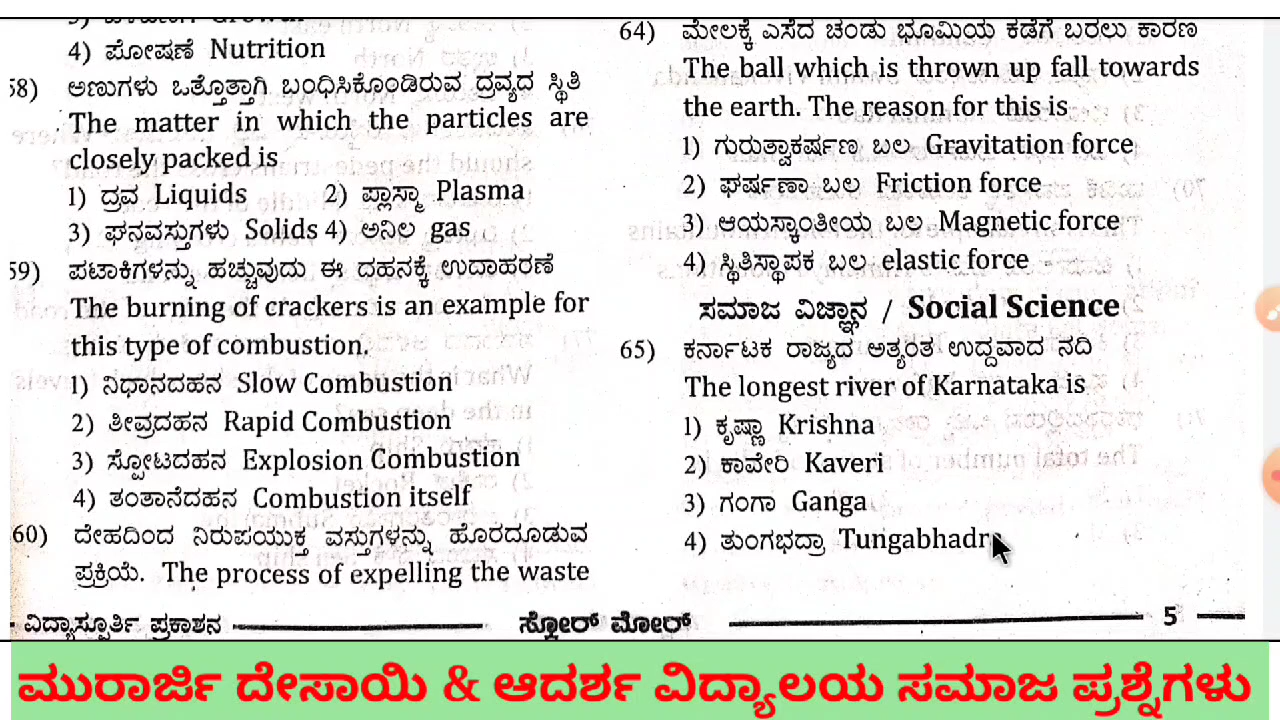 4) ಪೋಷಣೆ Nutrition
58) ಅಣುಗಳು ಒತ್ತೊತ್ತಾಗಿ ಬಂಧಿಸಿಕೊಂಡಿರುವ ದ್ರವ್ಯದ ಸ್ಥಿತಿ
The matter in which the particles are
closely packed is
1) ದ್ರವ Liquids 2) ಪ್ಲಾಸ್ಮಾ Plasma
3) ಘನವಸ್ತುಗಳು Solids 4) ಅನಿಲ gas
59) ಪಟಾಕಿಗಳನ್ನು ಹಚ್ಚುವುದು ಈ ದಹನಕ್ಕೆ ಉದಾಹರಣೆ
The burning of crackers is an example for
this type of combustion.
1) ನಿಧಾನದಹನ Slow Combustion
2) ತೀವ್ರದಹನ Rapid Combustion
3) ಸ್ಪೋಟದಹನ Explosion Combustion
4) ತಂತಾನೆದಹನ Combustion itself
60) ದೇಹದಿಂದ ನಿರುಪಯುಕ್ತ ವಸ್ತುಗಳನ್ನು ಹೊರದೂಡುವ
ಪ್ರಕ್ರಿಯೆ. The process of expelling the waste
64) ಮೇಲಕ್ಕೆ ಎಸೆದ ಚಂಡು ಭೂಮಿಯ ಕಡೆಗೆ ಬರಲು ಕಾರಣ
The ball which is thrown up fall towards
the earth. The reason for this is
1) ಗುರುತ್ವಾಕರ್ಷಣ ಬಲ Gravitation force
2) ಘರ್ಷಣಾ ಬಲ Friction force
3) ಆಯಸ್ಕಾಂತೀಯ ಬಲ Magnetic force
4) ಸ್ಥಿತಿಸ್ಥಾಪಕ ಬಲ elastic force
ಸಮಾಜ ವಿಜ್ಞಾನ / Social Science
65) ಕರ್ನಾಟಕ ರಾಜ್ಯದ ಅತ್ಯಂತ ಉದ್ದವಾದ ನದಿ
The longest river of Karnataka is
1) ಕೃಷ್ಣಾ Krishna
2) ಕಾವೇರಿ Kaveri
3) ಗಂಗಾ Ganga
4) ತುಂಗಭದ್ರಾ Tungabhadra
ವಿದ್ಯಾಸ್ಪೂರ್ತಿ ಪ್ರಕಾಶನ ಸ್ಕೋರ್ ಮೋರ್ 5
ಮುರಾರ್ಜಿ ದೇಸಾಯಿ & ಆದರ್ಶ ವಿದ್ಯಾಲಯ ಸಮಾಜ ಪ್ರಶ್ನೆಗಳು